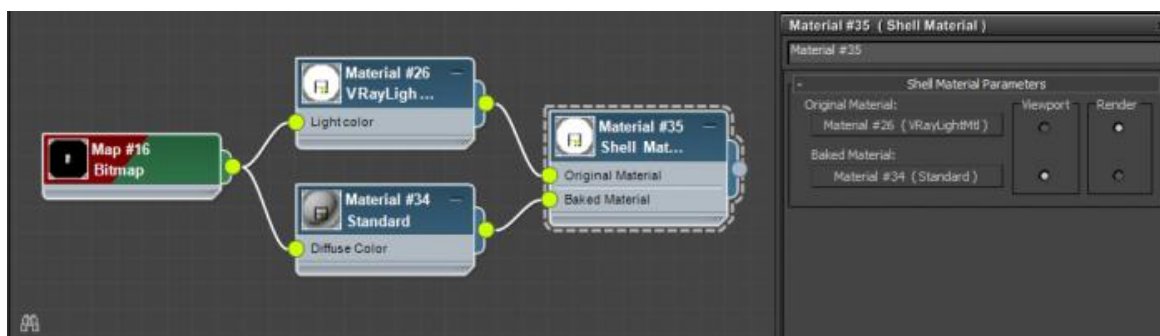 Map #16
Bitmap
Material #26
VRayLigh ...
Light color
Material #34
Standard
Diffuse Color
Material #35
Shell Mat...
Original Material
Baked Material
Material #35 ( Shell Material )
Material #35
- Shell Material Parameters
Original Material: Viewport Render
Material #26 ( VRayLightMtl )
Baked Material:
Material #34 ( Standard )